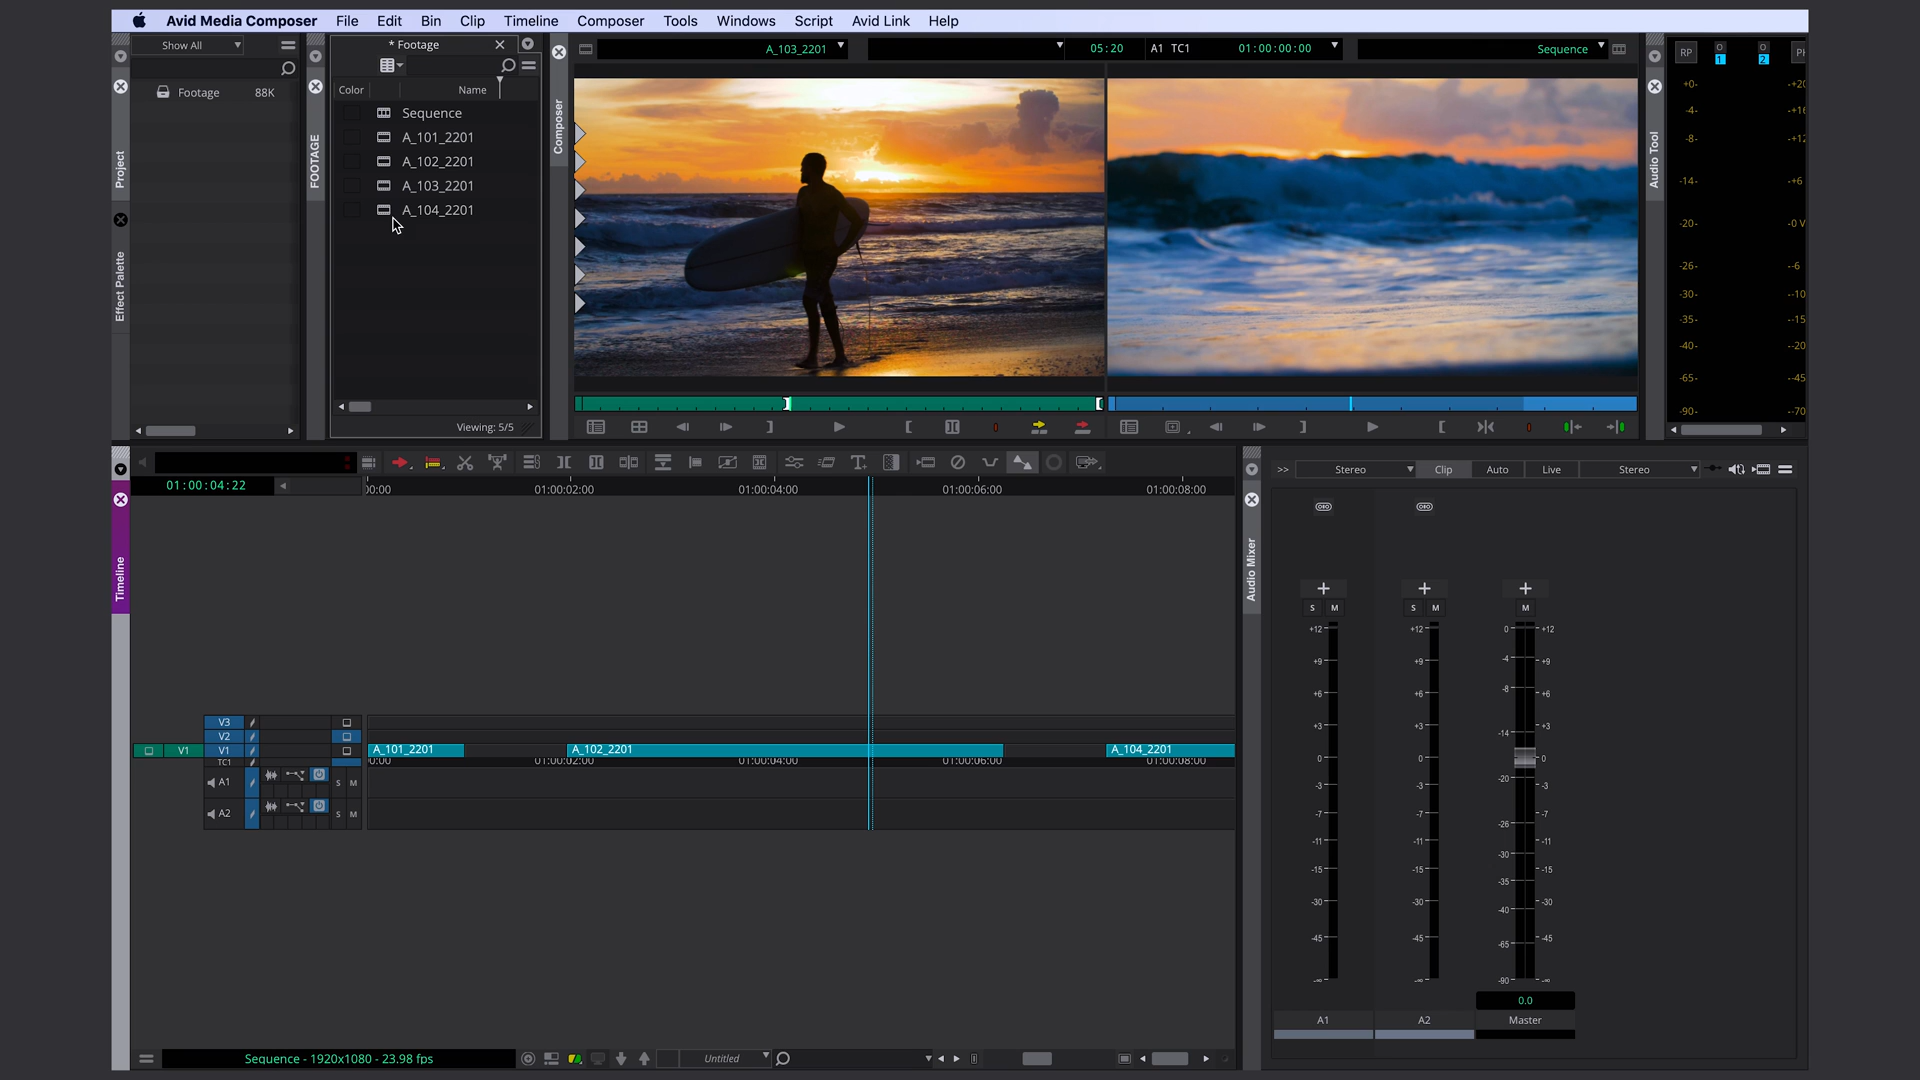 Avid Media Composer File Edit Bin Clip Timeline Composer Tools Windows Script Avid Link Help
Show All
Footage 88K
Project
Effect Palette
* Footage
Color Name
Sequence
A_101_2201
A_102_2201
A_103_2201
A_104_2201
Viewing: 5/5
FOOTAGE
Composer
A_103_2201 05:20 A1 TC1 01:00:00:00 Sequence
Audio Tool
RP O O
1 2
+0-
-4-
-8-
-14-
-20-
-26-
-30-
-35-
-40-
-65-
-90-
+12
+6
-0 V
-6
-10
-15
-20
-45
-70
01:00:04:22
01:00:02:00 01:00:04:00 01:00:06:00 01:00:08:00
Timeline
V3
V2
V1 V1
TC1
A1 S M
A2 S M
A_101_2201 A_102_2201 A_104_2201
01:00:02:00 01:00:04:00 01:00:06:00 01:00:08:00
Sequence - 1920x1080 - 23.98 fps
Untitled
Audio Mixer
>> Stereo Clip Auto Live Stereo
+ + +
S M S M M
+12 +9 +6 +3 0 -3 -7 -11 -15 -30 -45 -∞
+12 +9 +6 +3 0 -3 -7 -11 -15 -30 -45 -∞
0 -4 -8 -14 -20 -26 -30 -35 -40 -65 -90
+12 +9 +6 +3 0 -3 -7 -11 -15 -30 -45 -∞
0.0
A1 A2 Master